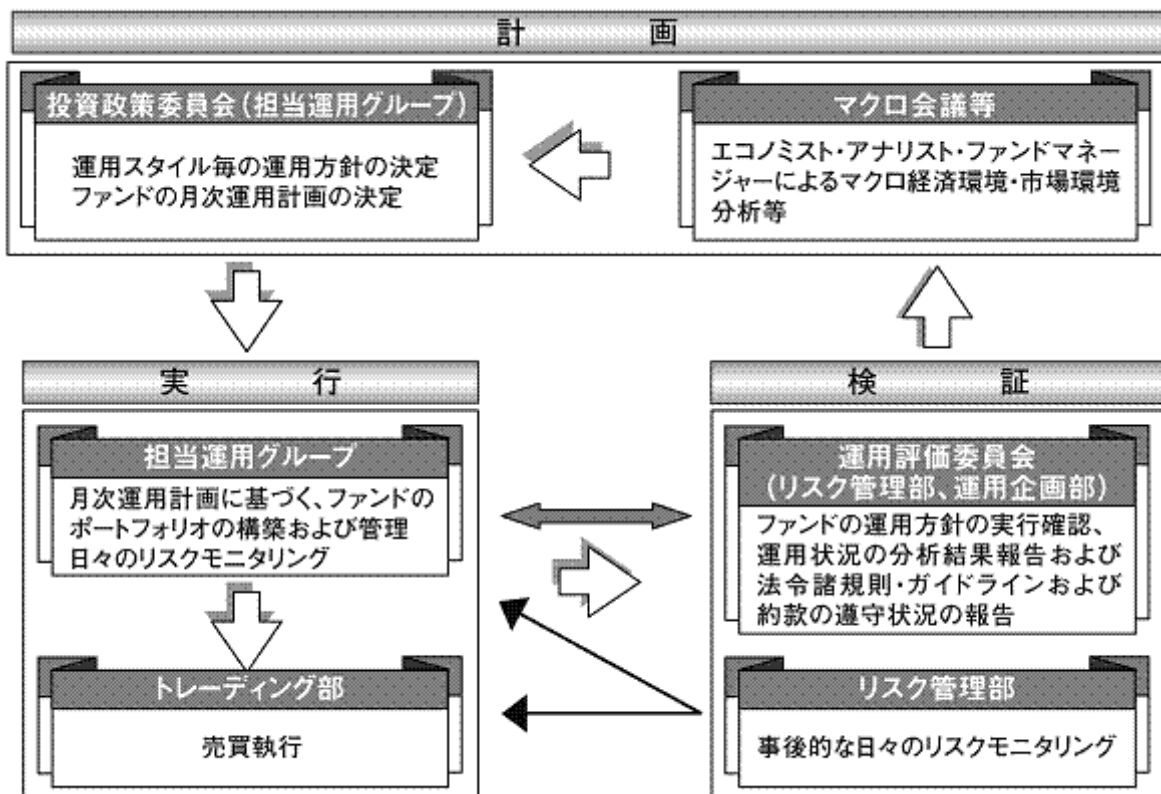 計画
投資政策委員会（担当運用グループ）
運用スタイル毎の運用方針の決定
ファンドの月次運用計画の決定
マクロ会議等
エコノミスト・アナリスト・ファンドマネー
ジャーによるマクロ経済環境・市場環境
分析等
実行
担当運用グループ
月次運用計画に基づく、ファンドの
ポートフォリオの構築および管理
日々のリスクモニタリング
トレーディング部
売買執行
検証
運用評価委員会
（リスク管理部、運用企画部）
ファンドの運用方針の実行確認、
運用状況の分析結果報告および
法令諸規則・ガイドラインおよび
約款の遵守状況の報告
リスク管理部
事後的な日々のリスクモニタリング